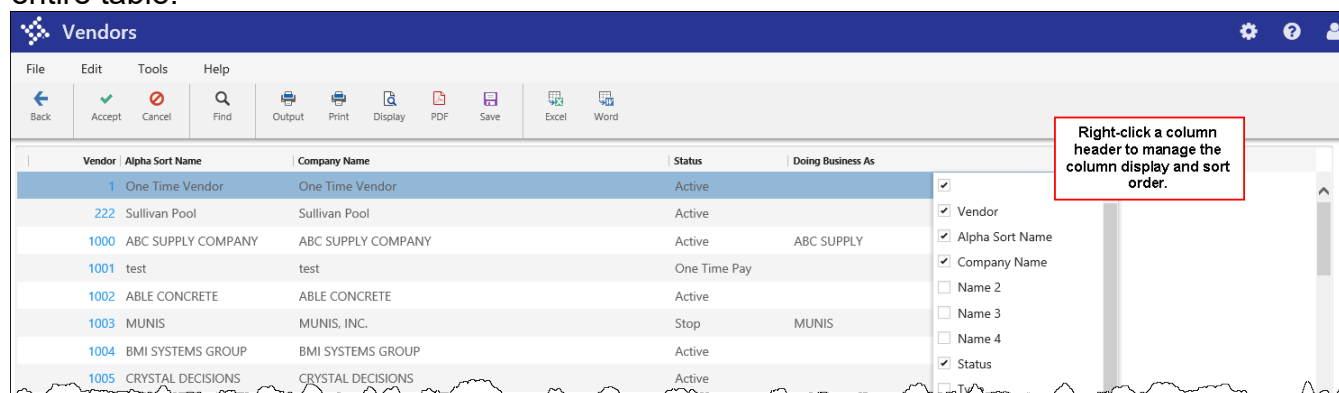 entire table.
Vendors
File Edit Tools Help
Back Accept Cancel Find Output Print Display PDF Save Excel Word
Right-click a column
header to manage the
column display and sort
order.
Vendor Alpha Sort Name Company Name Status Doing Business As
1 One Time Vendor One Time Vendor Active
222 Sullivan Pool Sullivan Pool Active
1000 ABC SUPPLY COMPANY ABC SUPPLY COMPANY Active ABC SUPPLY
1001 test test One Time Pay
1002 ABLE CONCRETE ABLE CONCRETE Active
1003 MUNIS MUNIS, INC. Stop MUNIS
1004 BMI SYSTEMS GROUP BMI SYSTEMS GROUP Active
1005 CRYSTAL DECISIONS CRYSTAL DECISIONS Active
Vendor
Alpha Sort Name
Company Name
Name 2
Name 3
Name 4
Status